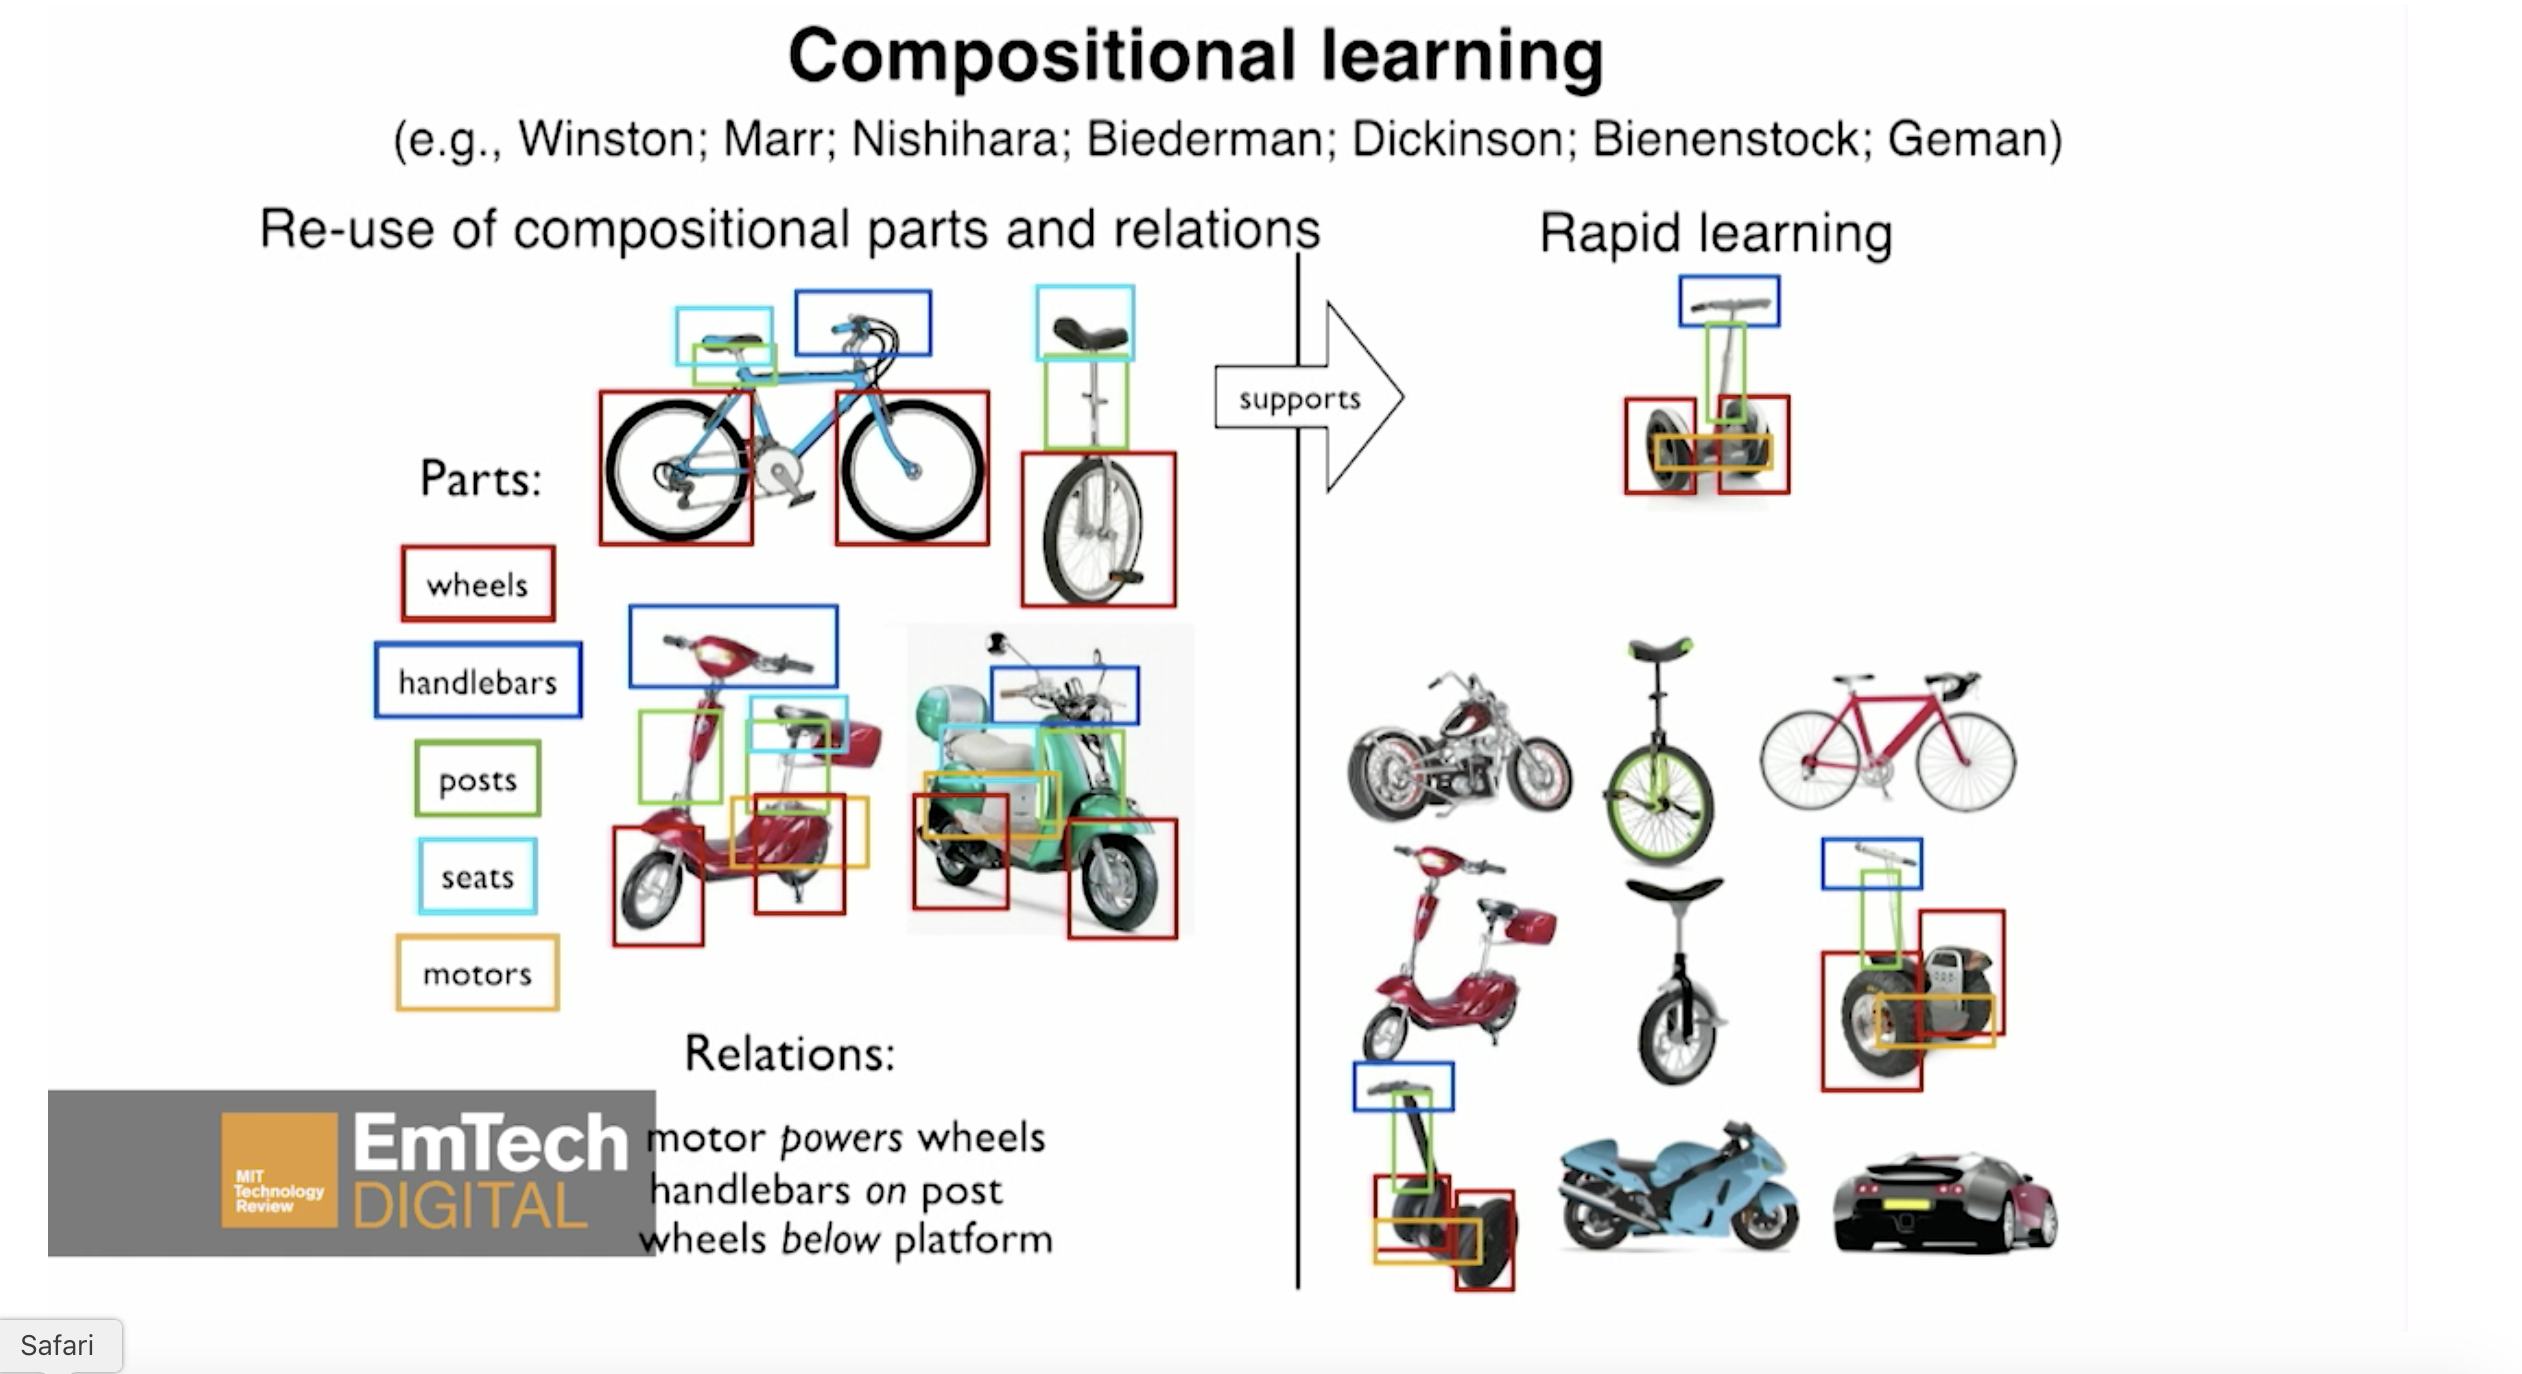 Compositional learning
(e.g., Winston; Marr; Nishihara; Biederman; Dickinson; Bienenstock; Geman)
Re-use of compositional parts and relations
Rapid learning
supports
Parts:
wheels
handlebars
posts
seats
motors
Relations:
motor powers wheels
handlebars on post
wheels below platform
MIT
Technology
Review
EmTech
DIGITAL
Safari